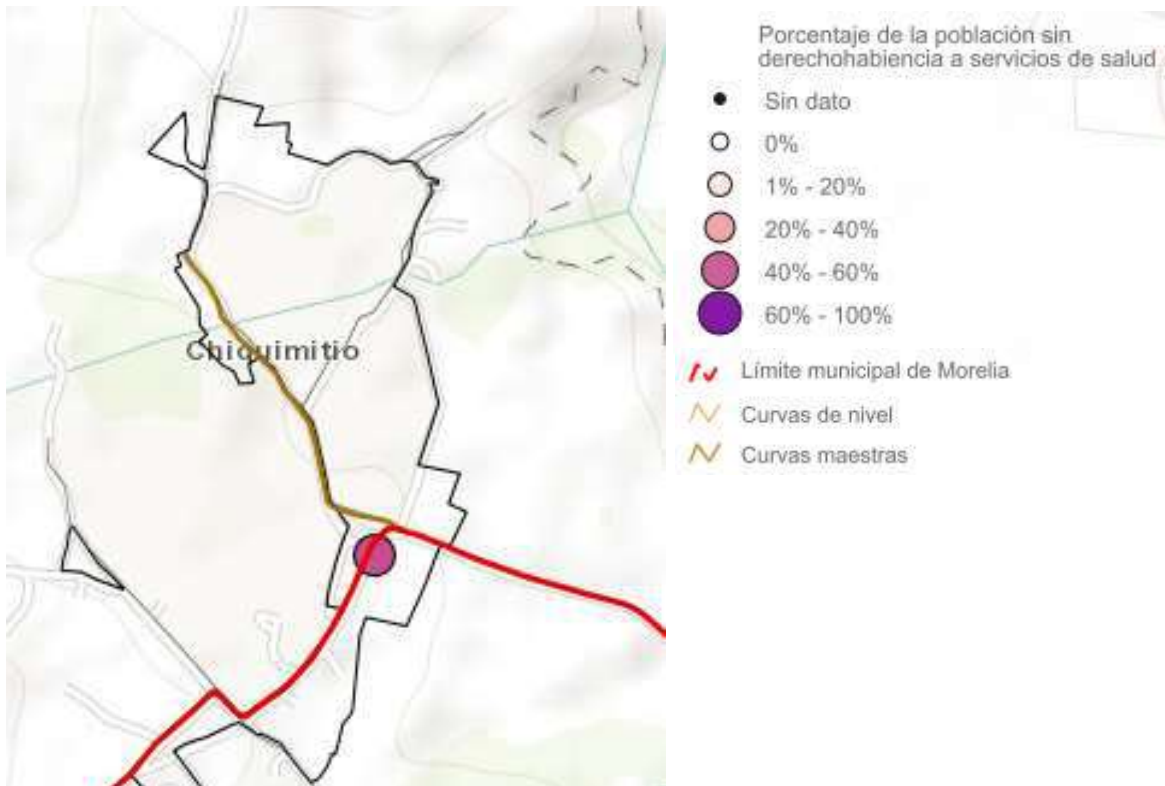 Porcentaje de la población sin
derechohabiencia a servicios de salud
Sin dato
0%
1% - 20%
20% - 40%
40% - 60%
60% - 100%
Límite municipal de Morelia
Curvas de nivel
Curvas maestras
Chiquimitio